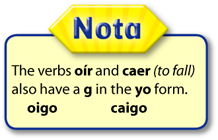 Nota
The verbs oír and caer (to fall)
also have a g in the yo form.
oigo caigo